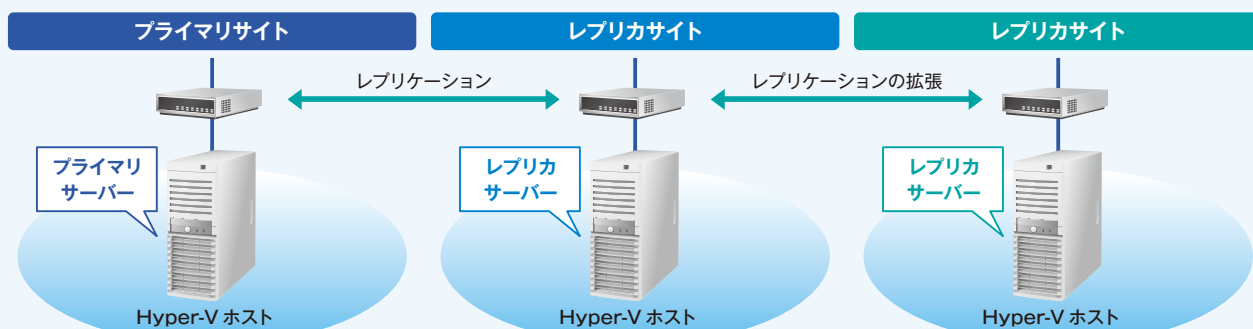 プライマリサイト
レプリカサイト
レプリカサイト
レプリケーション
レプリケーションの拡張
プライマリ
サーバー
レプリカ
サーバー
レプリカ
サーバー
Hyper-V ホスト
Hyper-V ホスト
Hyper-V ホスト